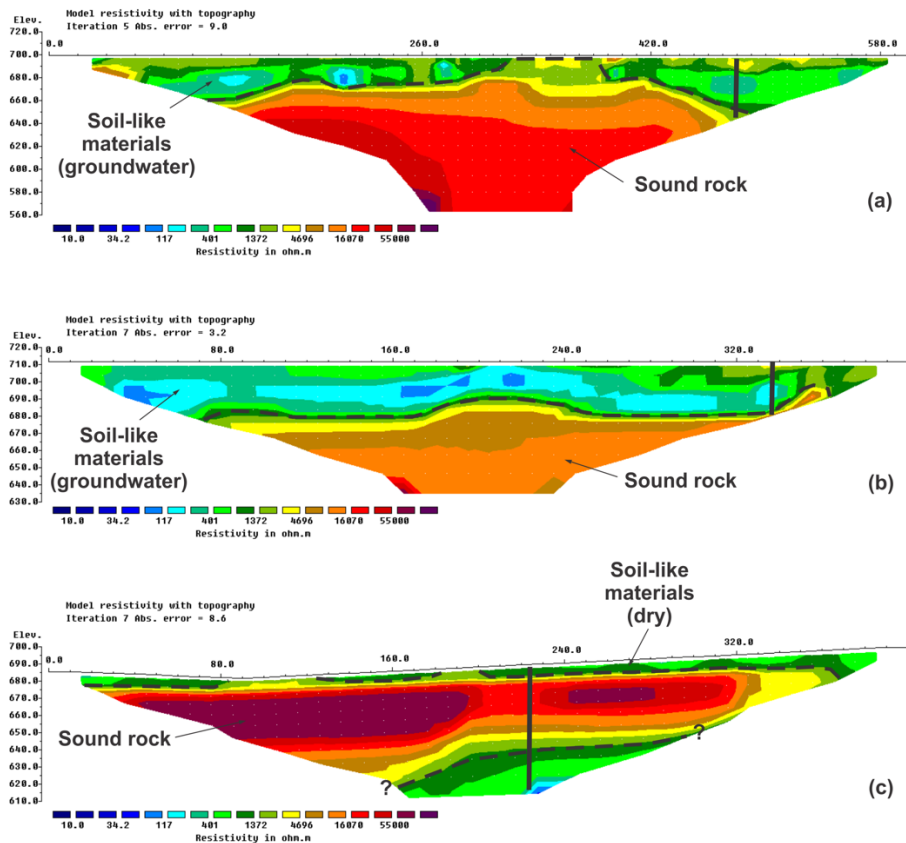 Model resistivity with topography
Iteration 5 Abs. error = 9.0
Elev.
0.0 260.0 420.0 580.0
720.0
700.0
680.0
660.0
640.0
620.0
600.0
580.0
560.0
Soil-like
materials
(groundwater)
Sound rock
(a)
10.0 34.2 117 401 1372 4696 16070 55000
Resistivity in ohm.m
Model resistivity with topography
Iteration 7 Abs. error = 3.2
Elev.
0.0 80.0 160.0 240.0 320.0
710.0
700.0
690.0
680.0
670.0
660.0
650.0
640.0
630.0
Soil-like
materials
(groundwater)
Sound rock
(b)
10.0 34.2 117 401 1372 4696 16070 55000
Resistivity in ohm.m
Soil-like
materials
(dry)
Model resistivity with topography
Iteration 7 Abs. error = 8.6
Elev.
0.0 80.0 160.0 240.0 320.0
700.0
690.0
680.0
670.0
660.0
650.0
640.0
630.0
620.0
610.0
Sound rock
?
?
(c)
10.0 34.2 117 401 1372 4696 16070 55000
Resistivity in ohm.m